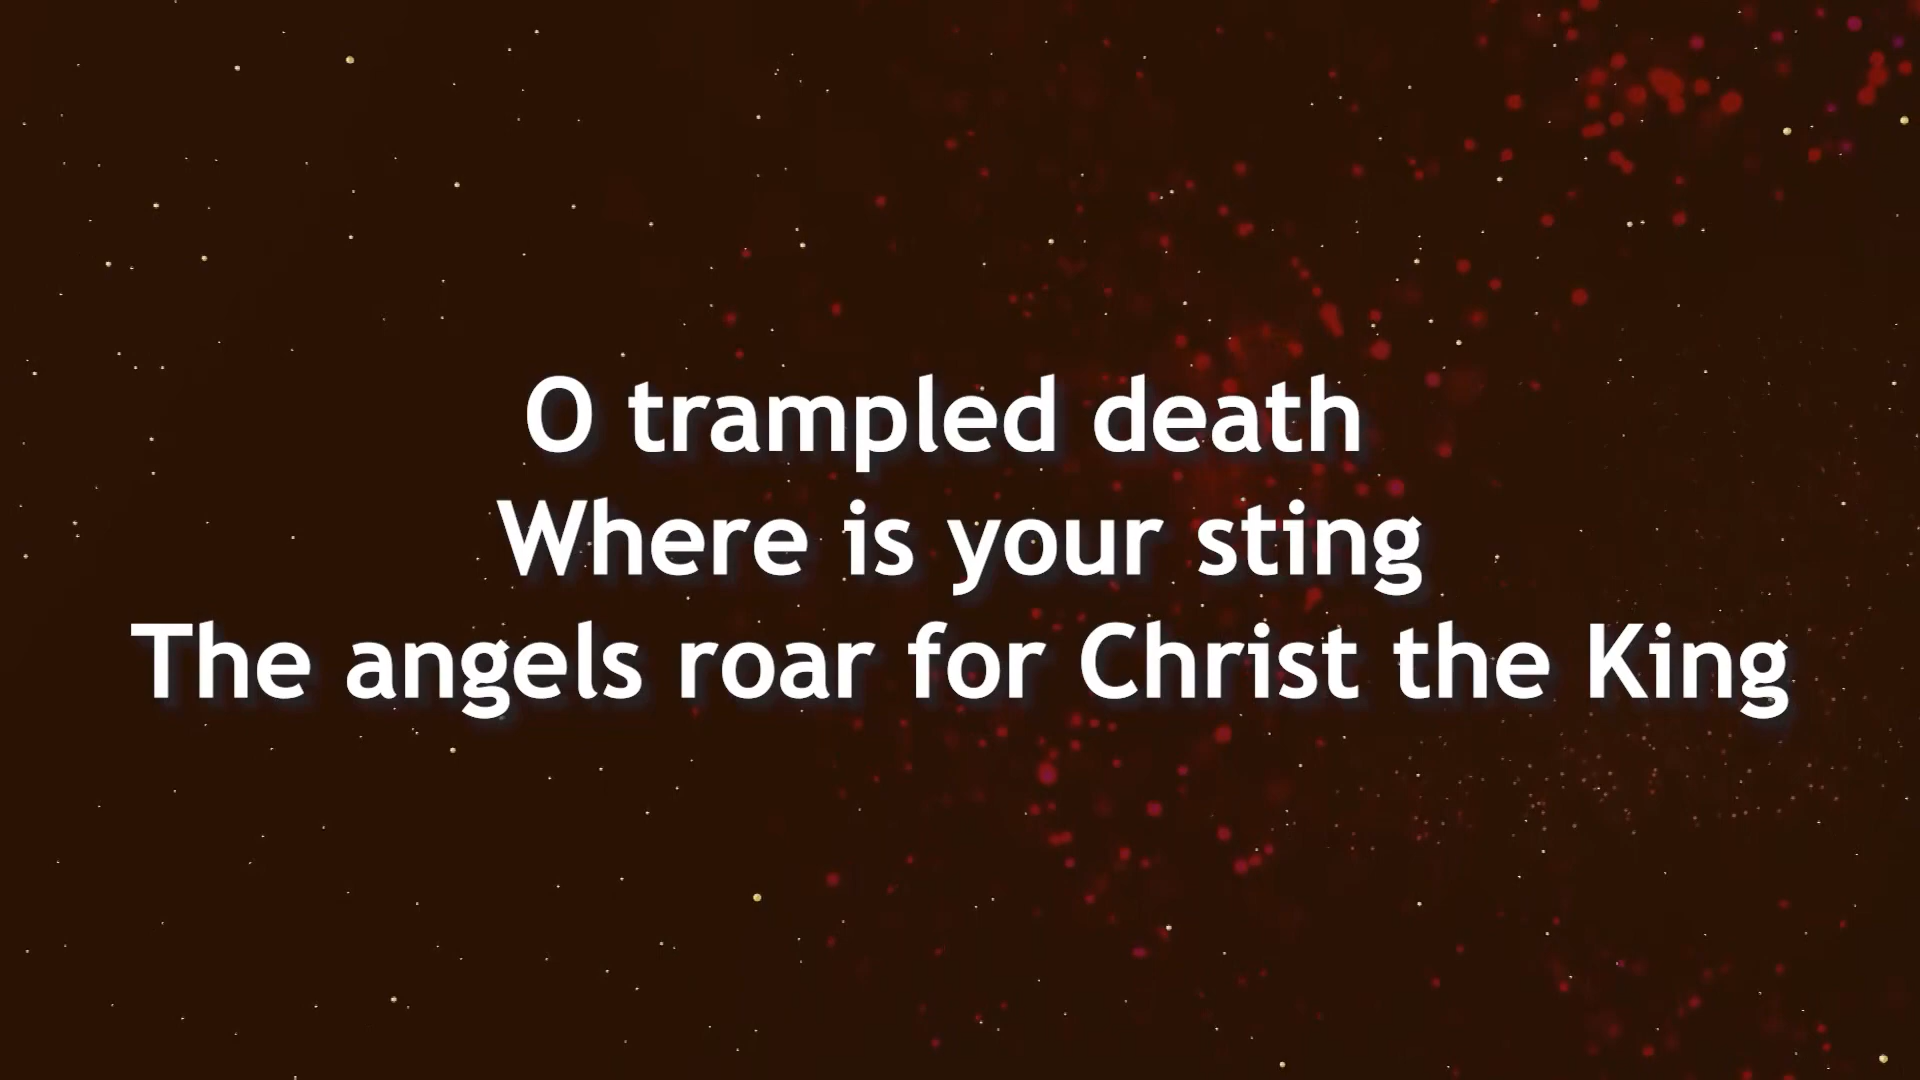 O trampled death
Where is your sting
The angels roar for Christ the King